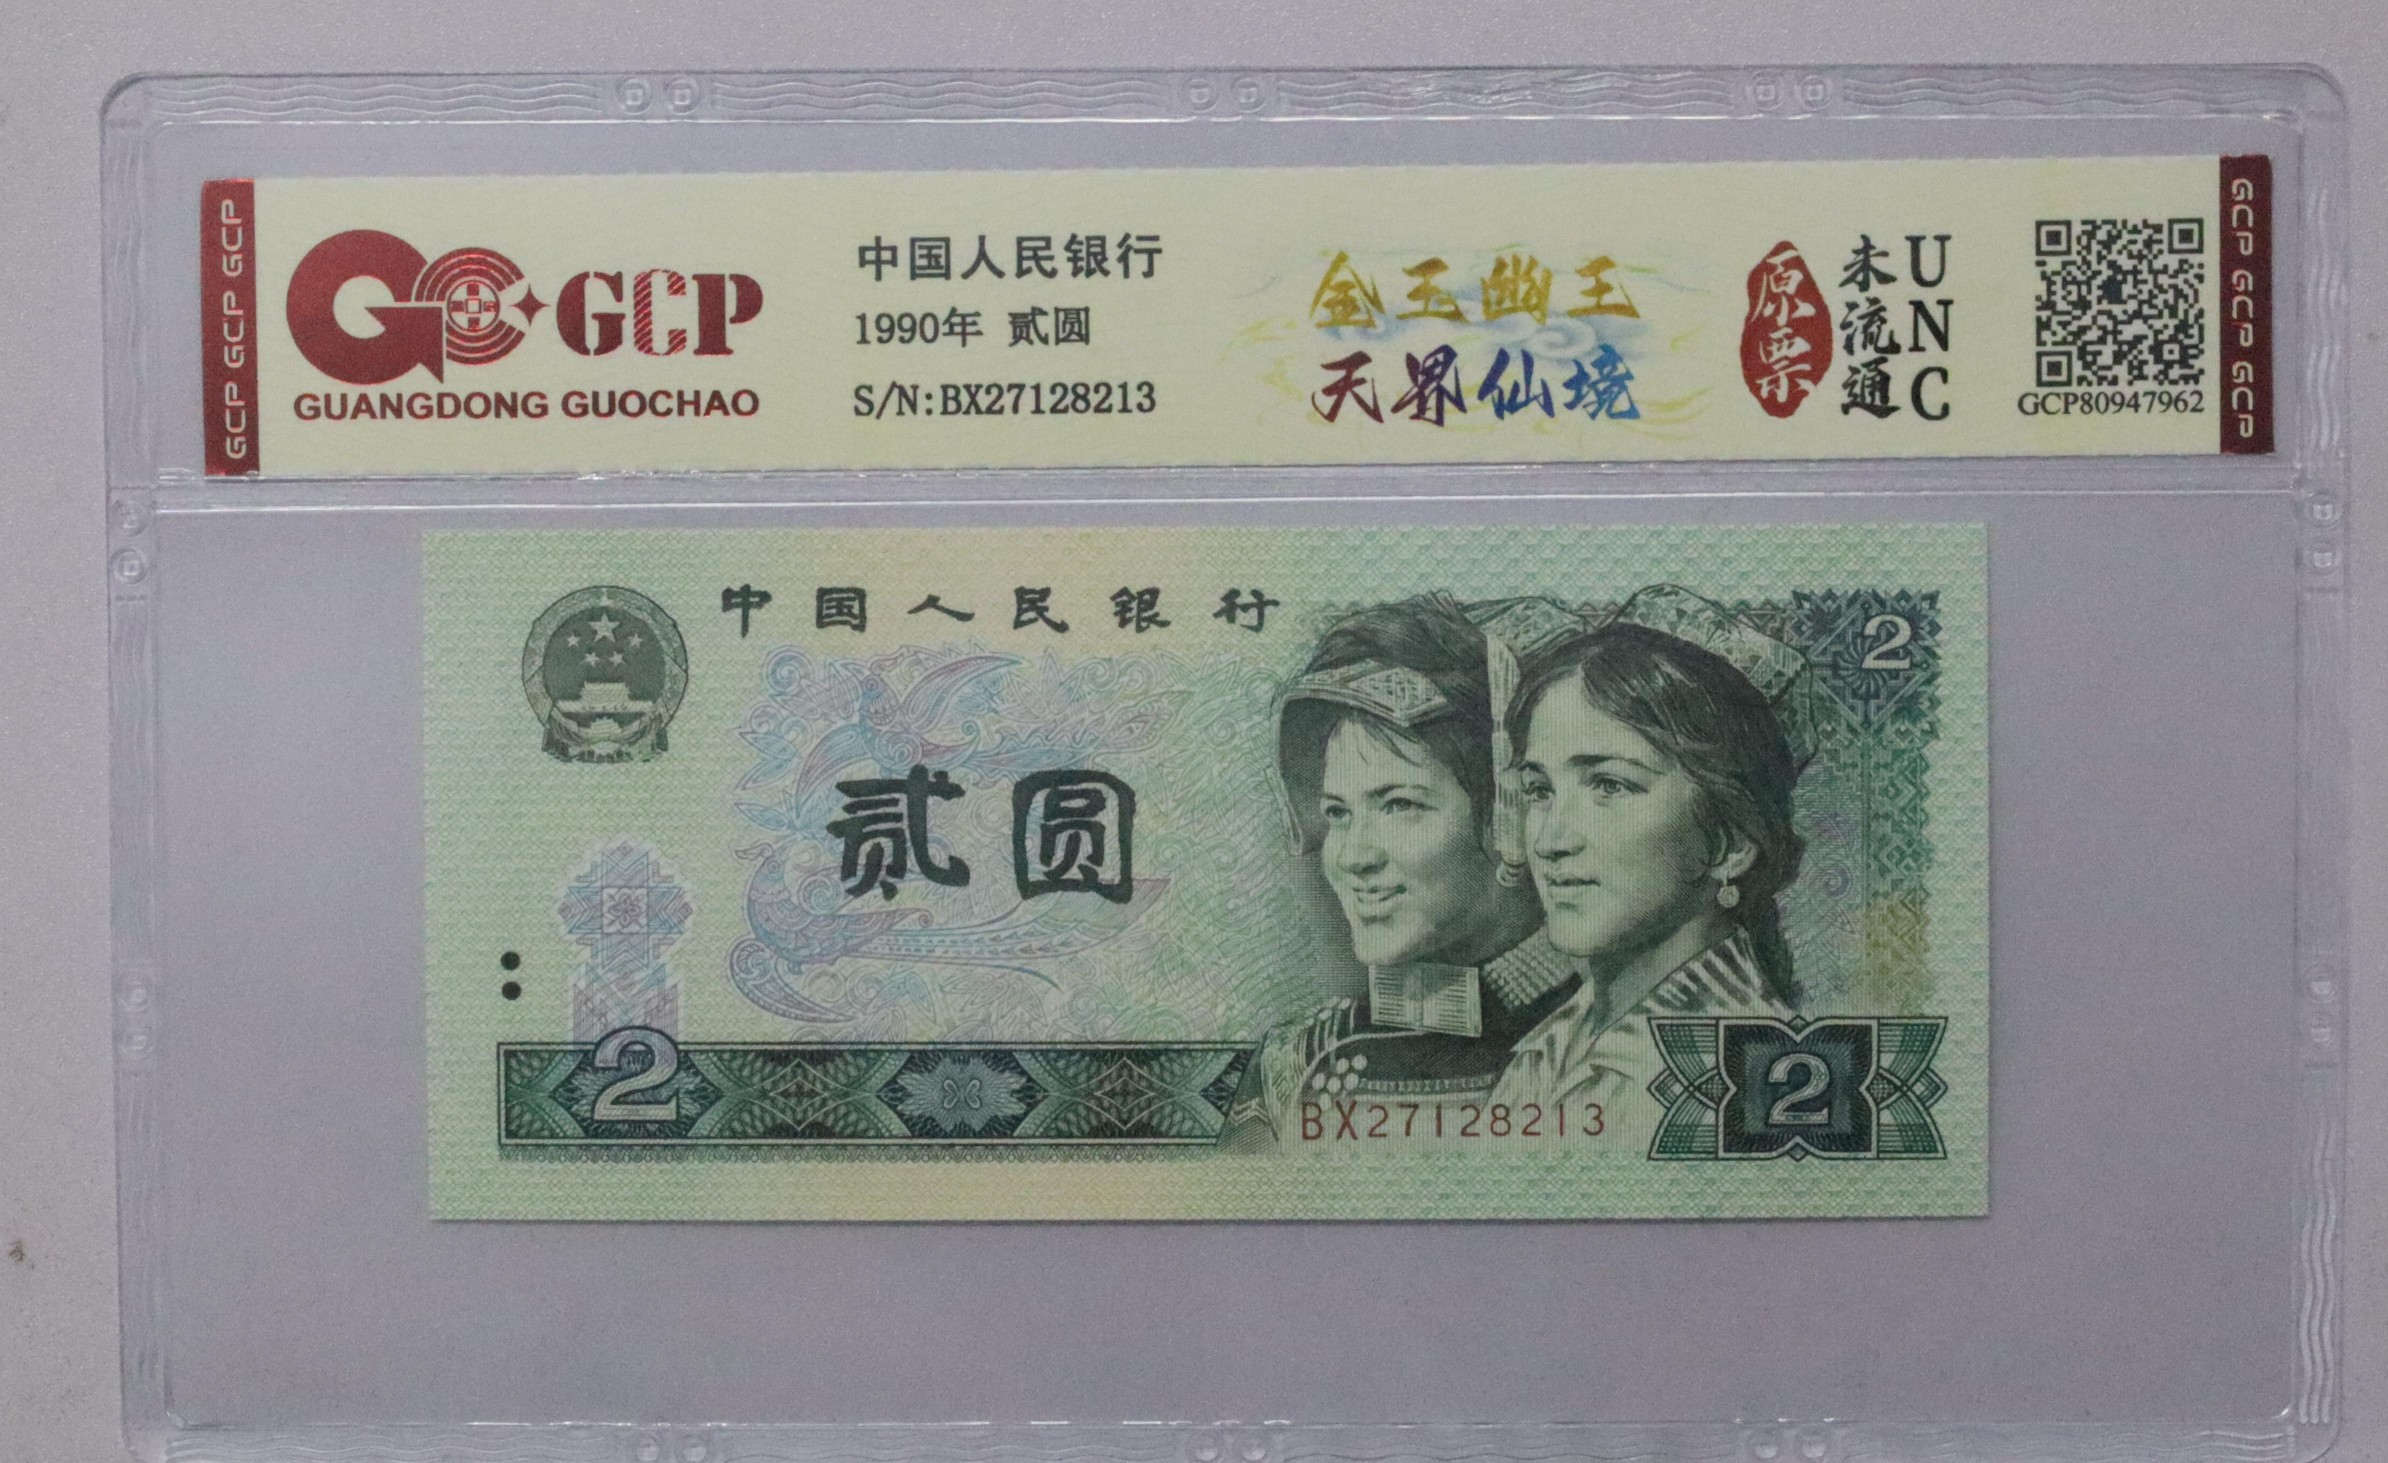 GCP GCP GCP
GCP
GUANGDONG GUOCHAO
中国人民银行
1990年 贰圆
S/N:BX27128213
金玉幽王
天界仙境
原票
未流通
UNC
GCP80947962
GCP GCP GCP
中国人民银行
2
贰圆
2
BX27128213
2